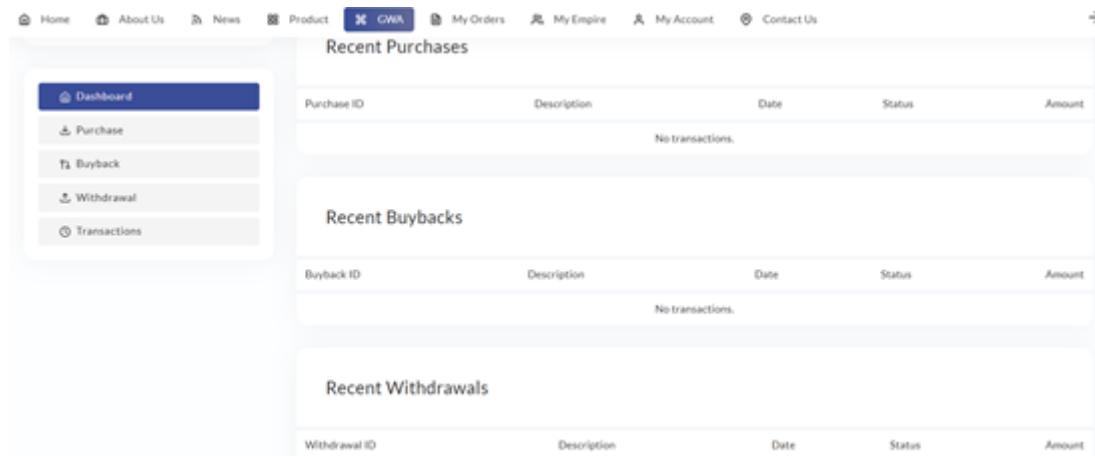 Home About Us News Product GWA My Orders My Empire My Account Contact Us
Recent Purchases
Dashboard
Purchase
Buyback
Withdrawal
Transactions
Purchase ID Description Date Status Amount
No transactions.
Recent Buybacks
Buyback ID Description Date Status Amount
No transactions.
Recent Withdrawals
Withdrawal ID Description Date Status Amount